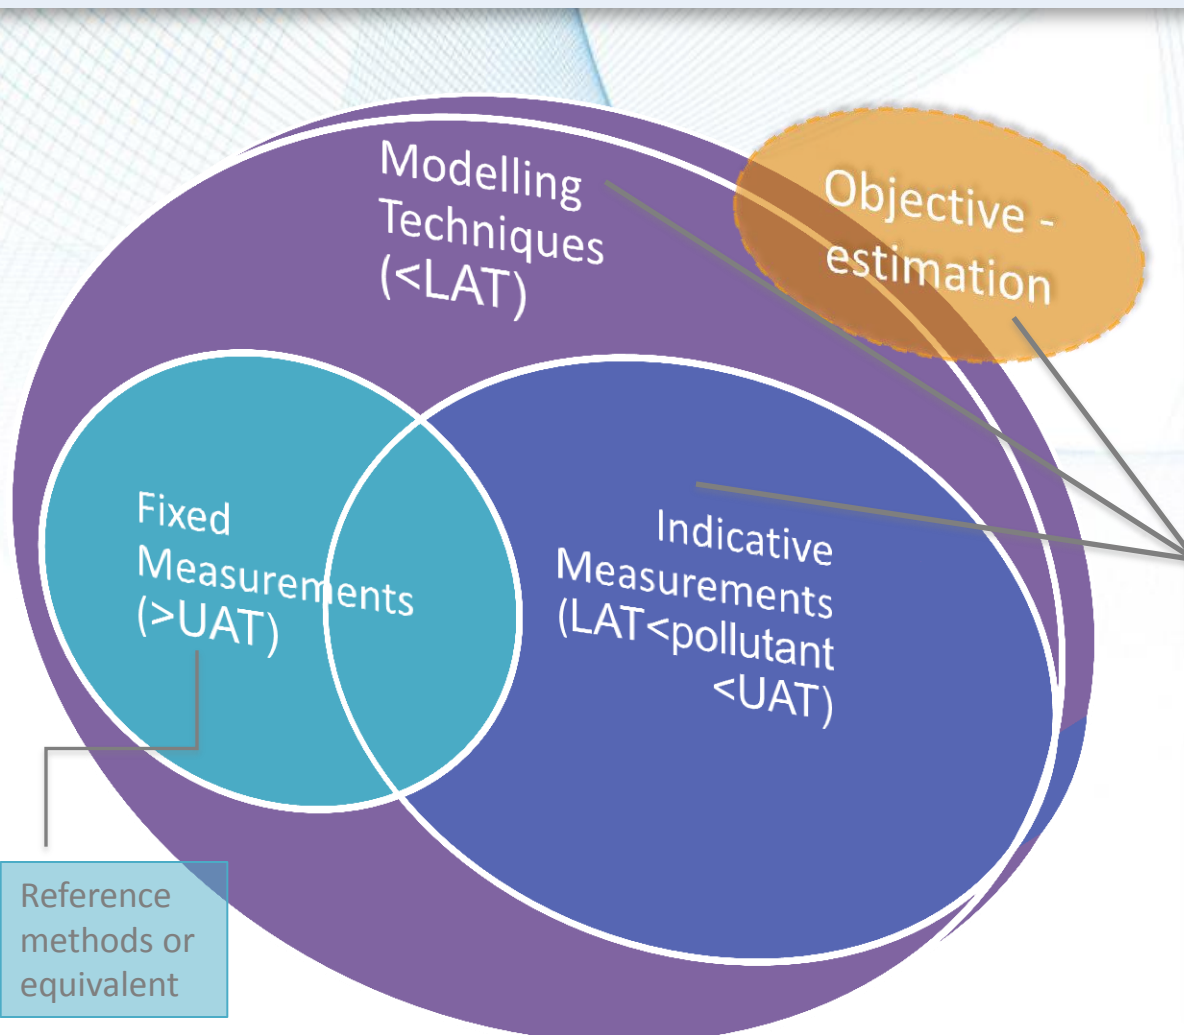 Modelling
Techniques
(<LAT)
Objective -
estimation
Fixed
Measurements
(>UAT)
Indicative
Measurements
(LAT<pollutant
<UAT)
Reference
methods or
equivalent